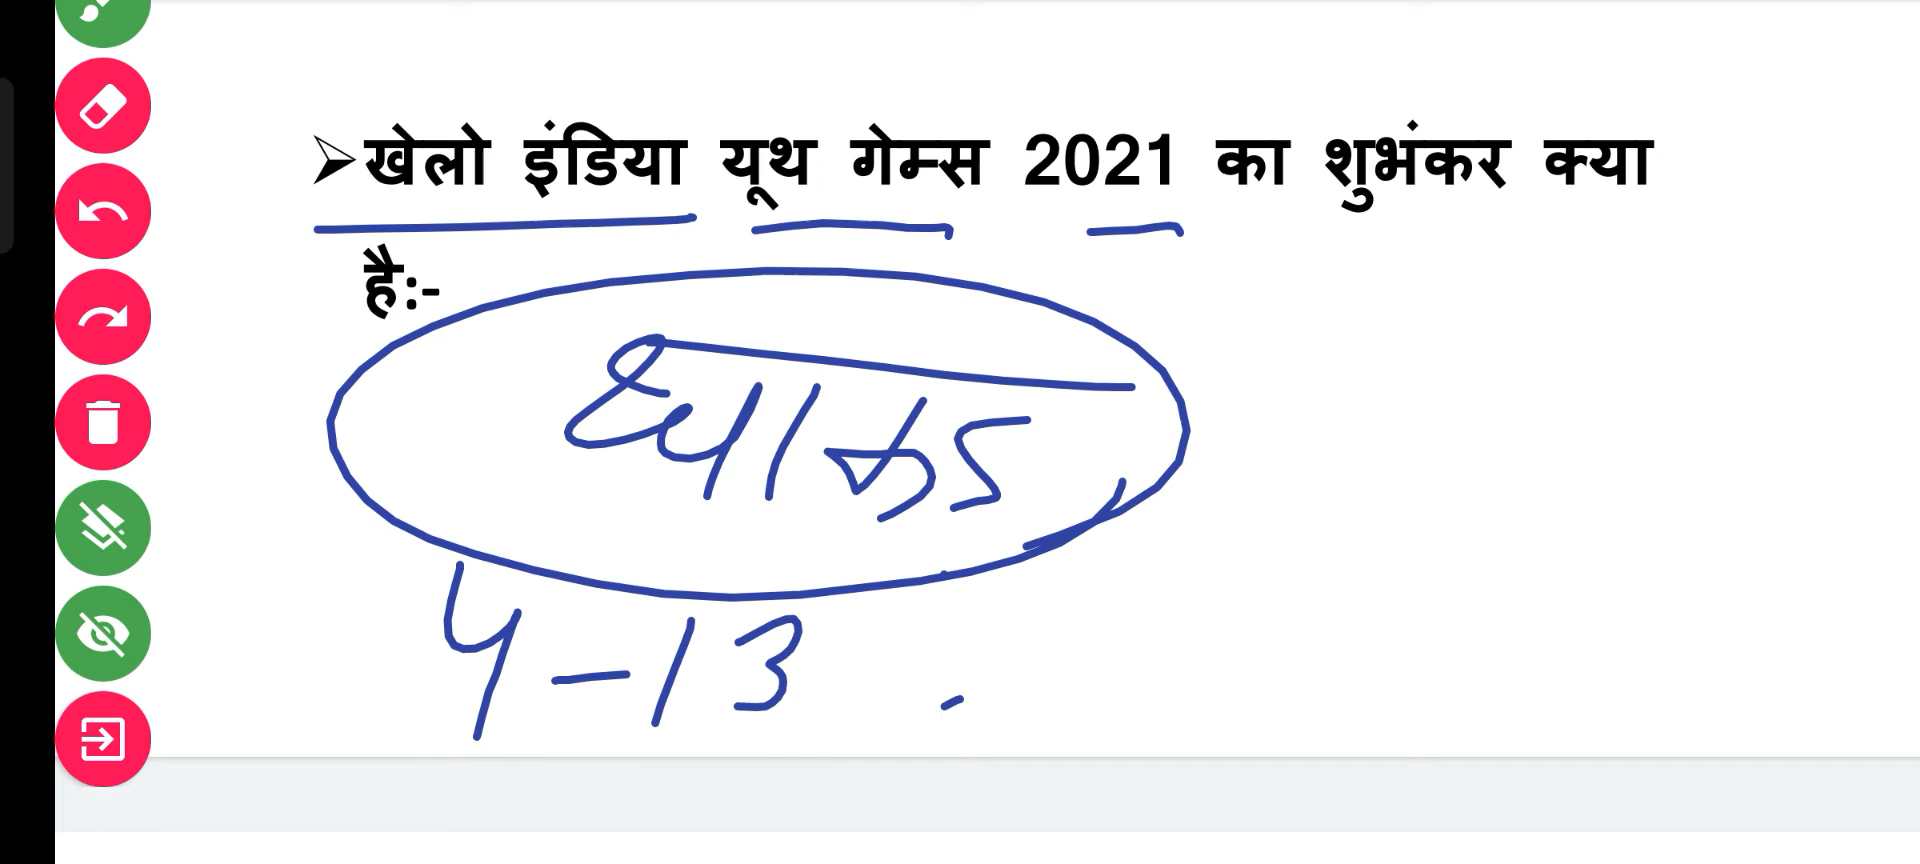 ➢खेलो इंडिया यूथ गेम्स 2021 का शुभंकर क्या
है:-
धाकड
4-13